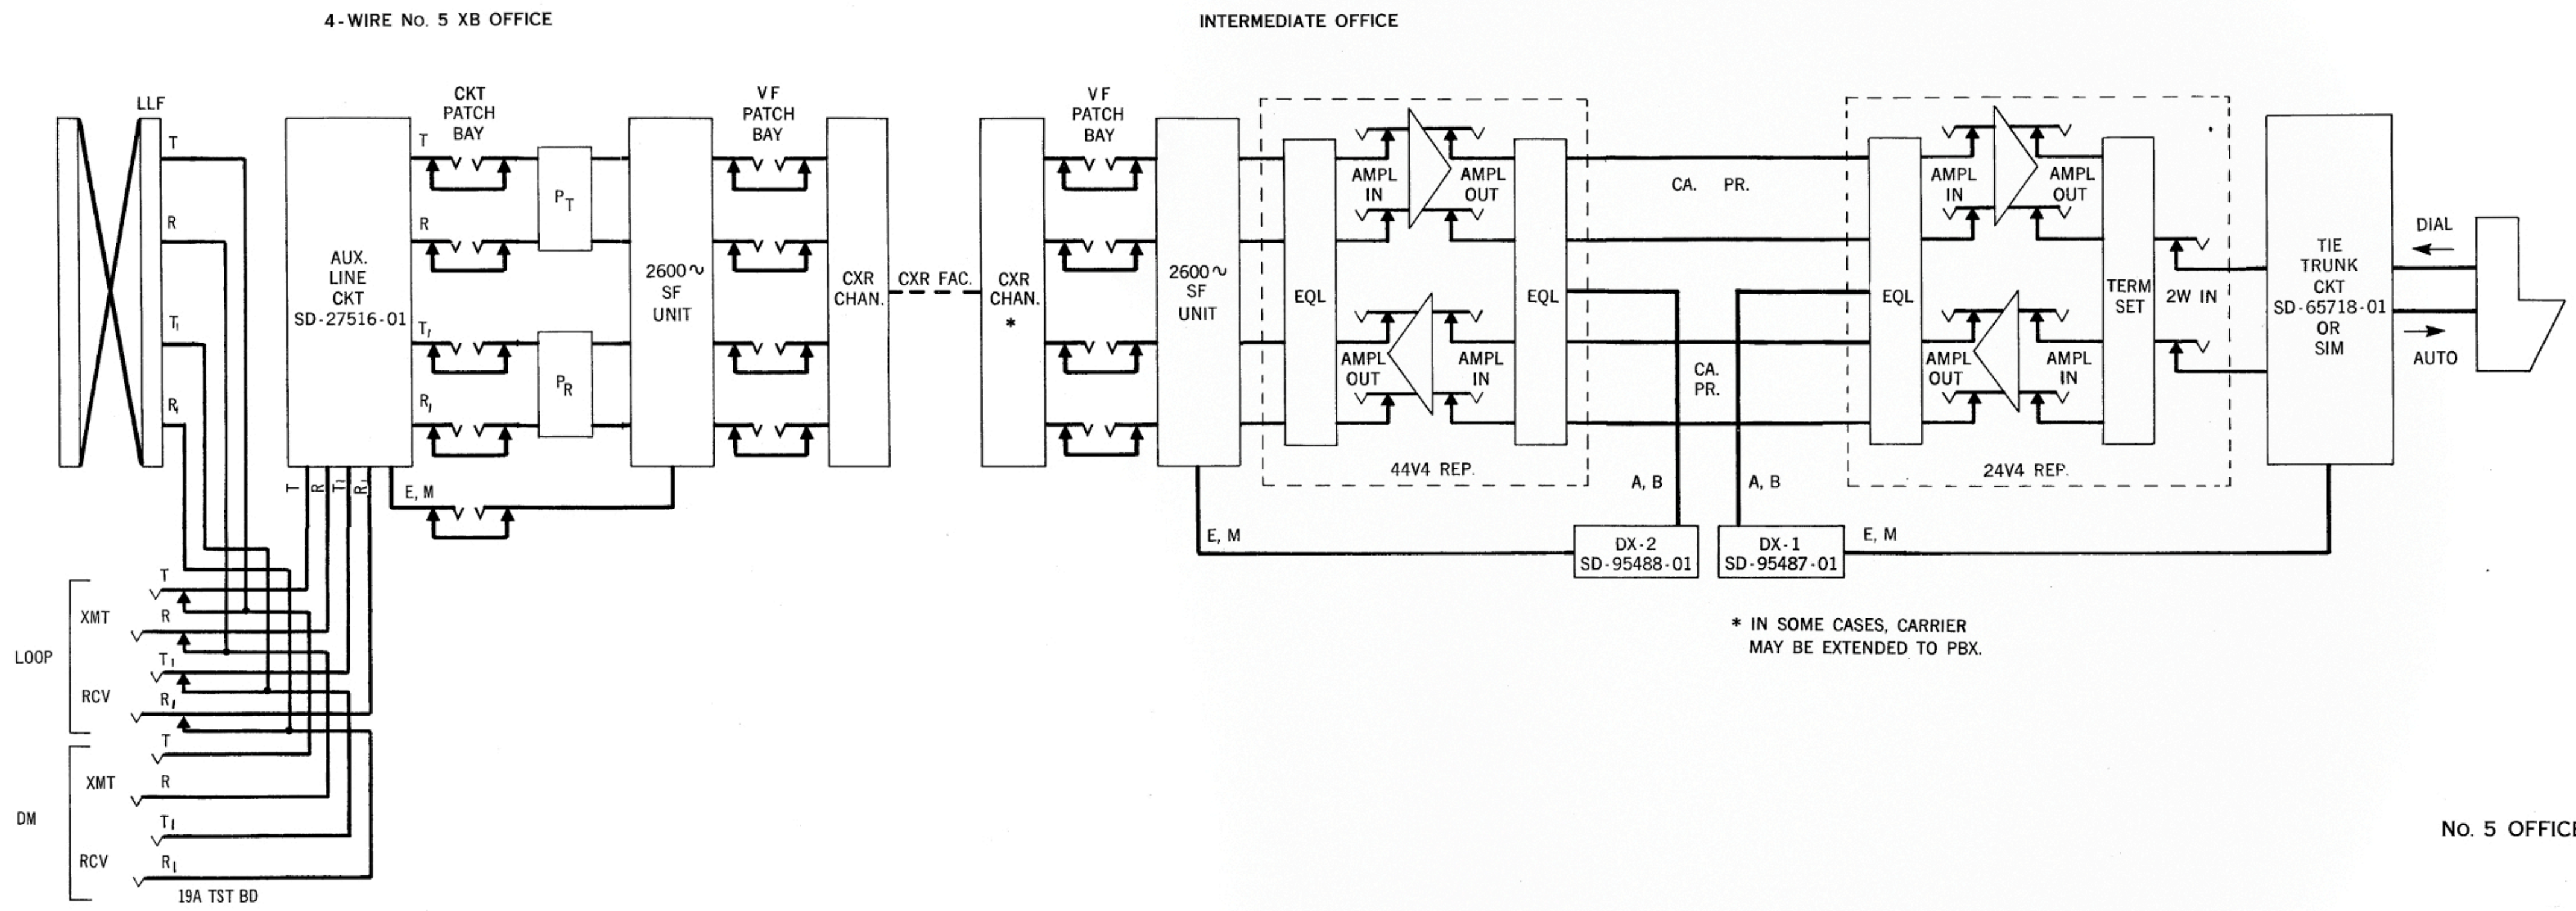 4-WIRE No. 5 XB OFFICE
INTERMEDIATE OFFICE
LLF
T
R
T₁
R₁
AUX.
LINE
CKT
SD-27516-01
CKT
PATCH
BAY
T
R
T₁
R₁
P_T
P_R
2600~
SF
UNIT
VF
PATCH
BAY
CXR
CHAN.
CXR FAC.
CXR
CHAN.
*
VF
PATCH
BAY
2600~
SF
UNIT
EQL
AMPL
IN
AMPL
OUT
AMPL
OUT
AMPL
IN
EQL
44V4 REP.
CA. PR.
CA.
PR.
A, B
A, B
EQL
AMPL
IN
AMPL
OUT
AMPL
OUT
AMPL
IN
TERM
SET
2W IN
24V4 REP.
TIE
TRUNK
CKT
SD-65718-01
OR
SIM
DIAL
AUTO
T
R
T₁
R₁
E, M
E, M
DX-2
SD-95488-01
DX-1
SD-95487-01
E, M
* IN SOME CASES, CARRIER
MAY BE EXTENDED TO PBX.
LOOP
XMT
T
R
RCV
T₁
R₁
DM
XMT
T
R
RCV
T₁
R₁
19A TST BD
No. 5 OFFICE